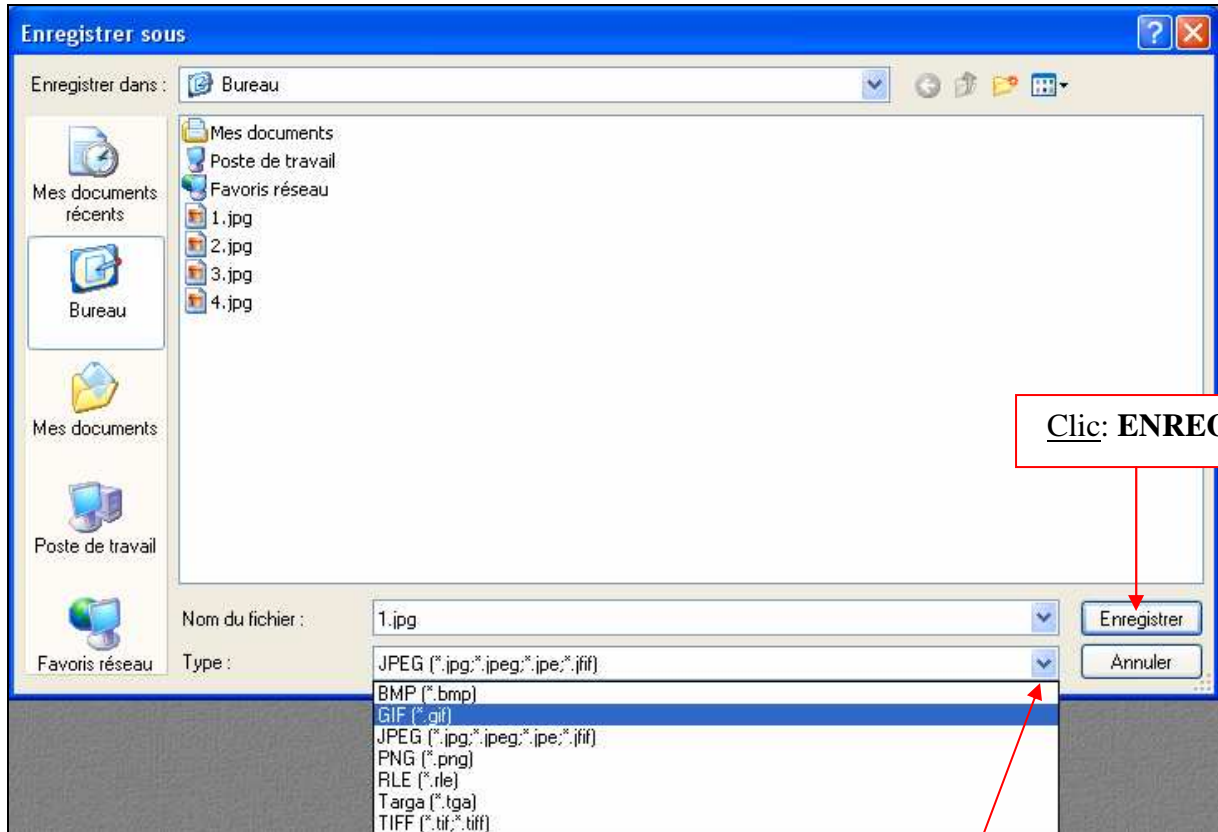 Enregistrer sous
Enregistrer dans :
Bureau
Mes documents
récents
Bureau
Mes documents
Poste de travail
Favoris réseau
Mes documents
Poste de travail
Favoris réseau
1.jpg
2.jpg
3.jpg
4.jpg
Clic:
Nom du fichier :
1.jpg
Enregistrer
Type :
JPEG (*.jpg;*.jpeg;*.jpe;*.jfif)
Annuler
BMP (*.bmp)
GIF (*.gif)
JPEG (*.jpg;*.jpeg;*.jpe;*.jfif)
PNG (*.png)
RLE (*.rle)
Targa (*.tga)
TIFF (*.tif;*.tiff)